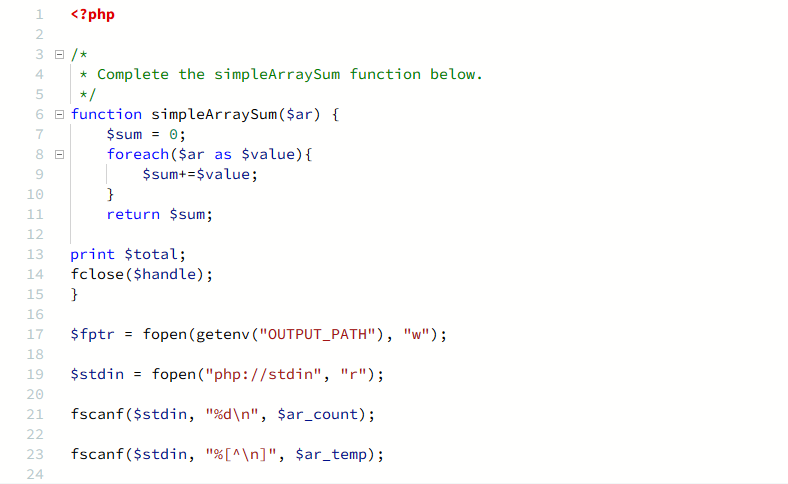 1 <?php
2
3 /*
4 * Complete the simpleArraySum function below.
5 */
6 function simpleArraySum($ar) {
7 $sum = 0;
8 foreach($ar as $value){
9 $sum+=$value;
10 }
11 return $sum;
12
13 print $total;
14 fclose($handle);
15 }
16
17 $fptr = fopen(getenv("OUTPUT_PATH"), "w");
18
19 $stdin = fopen("php://stdin", "r");
20
21 fscanf($stdin, "%d\n", $ar_count);
22
23 fscanf($stdin, "%[^\n]", $ar_temp);
24